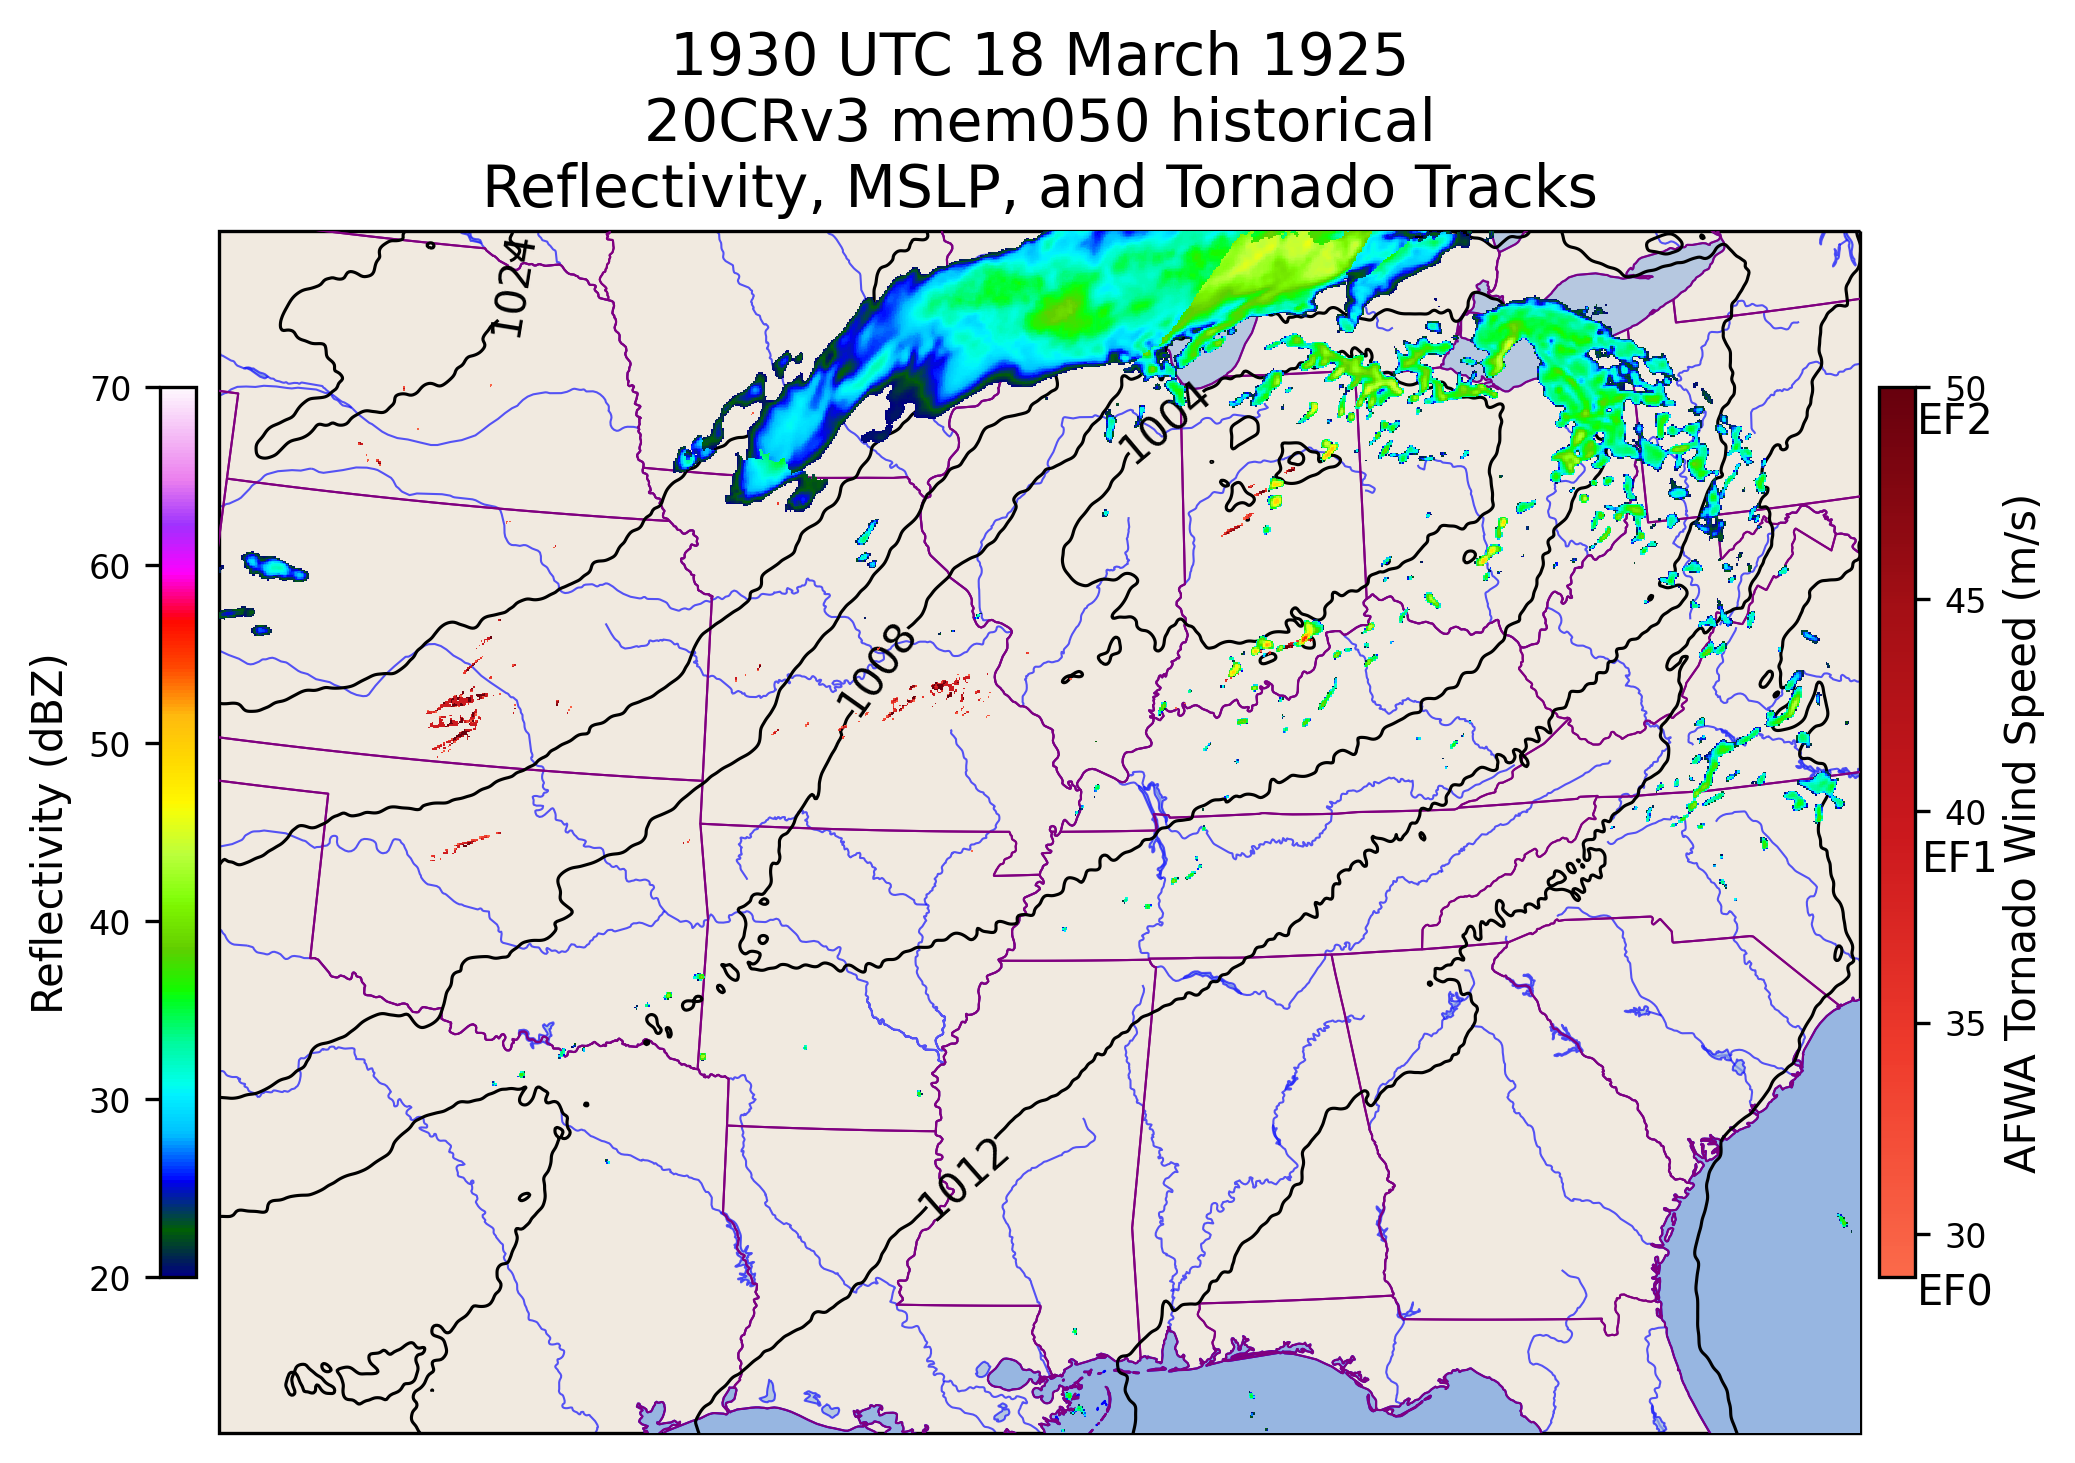 1930 UTC 18 March 1925
20CRv3 mem050 historical
Reflectivity, MSLP, and Tornado Tracks
1024
1004
1008
1012
Reflectivity (dBZ)
70
60
50
40
30
20
50
EF2
45
40
EF1
35
30
EF0
AFWA Tornado Wind Speed (m/s)